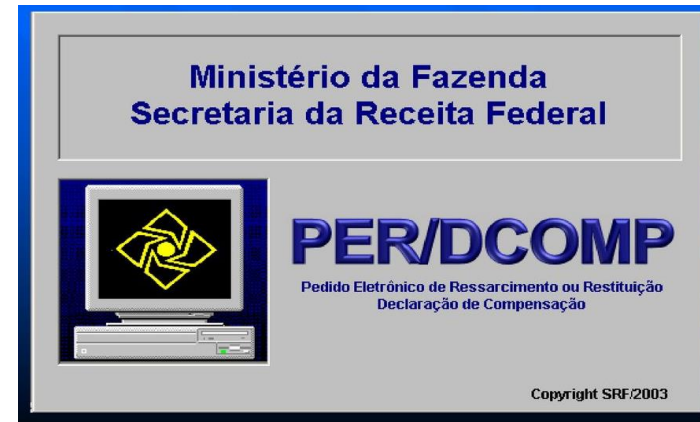 Ministério da Fazenda
Secretaria da Receita Federal
PER/DCOMP
Pedido Eletrônico de Ressarcimento ou Restituição
Declaração de Compensação
Copyright SRF/2003